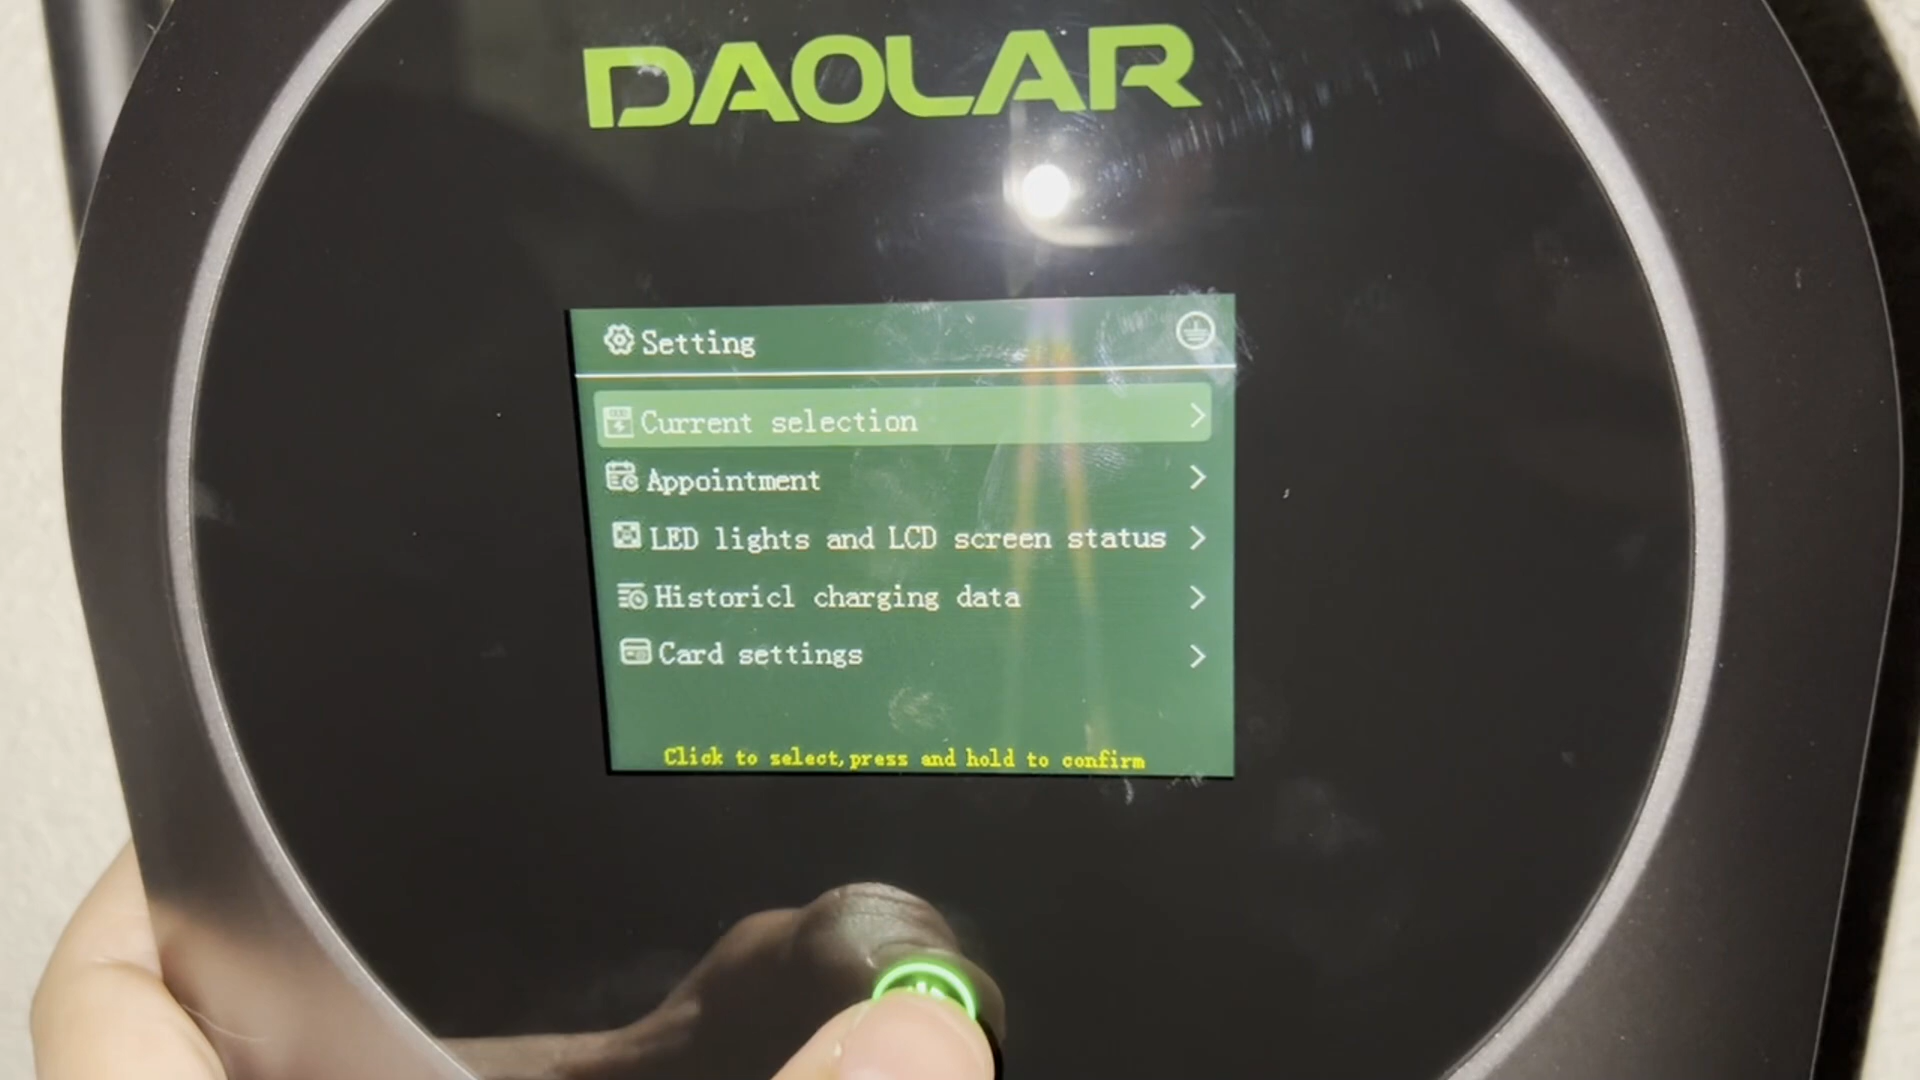 DAOLAR
Setting
Current selection
Appointment
LED lights and LCD screen status
Historicl charging data
Card settings
Click to select,press and hold to confirm